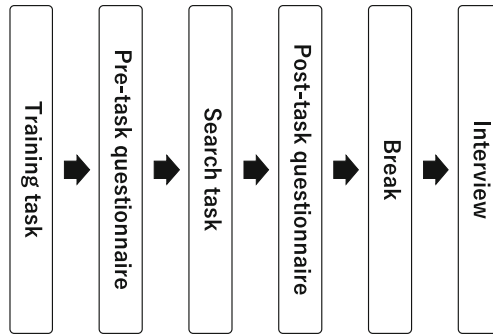 Training task
Pre-task questionnaire
Search task
Post-task questionnaire
Break
Interview